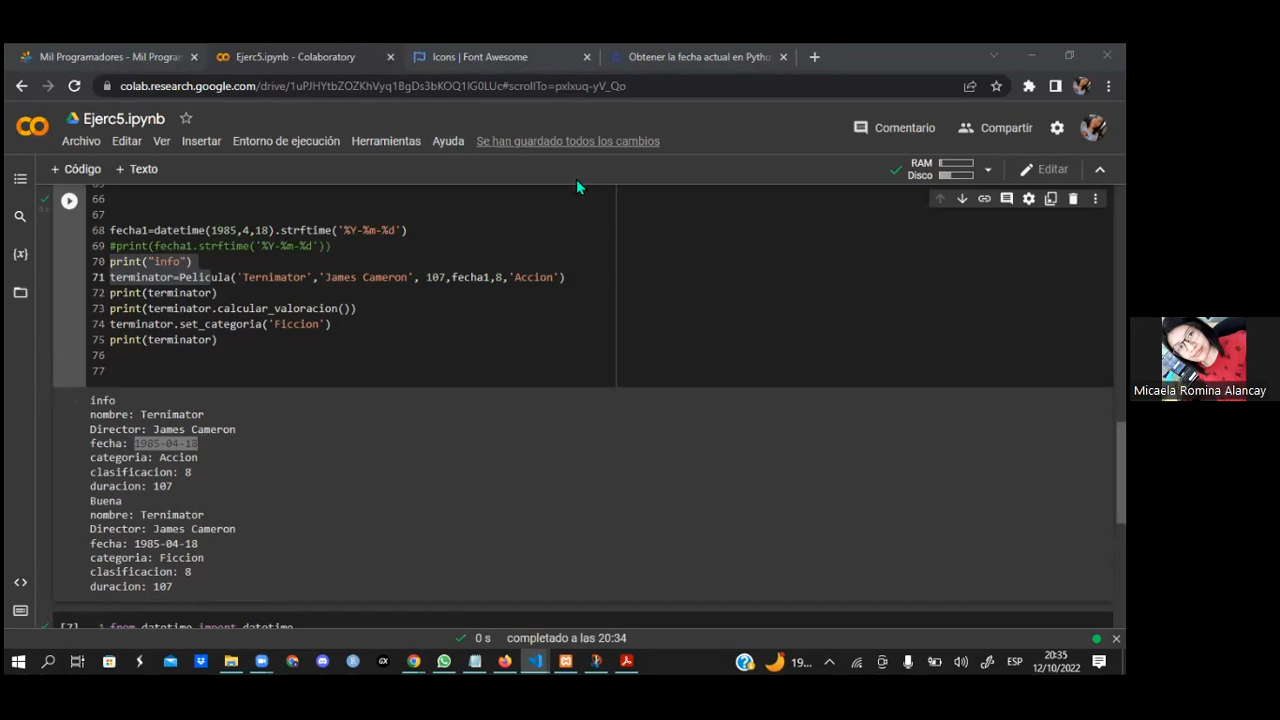 Mil Programadores - Mil Program
Ejerc5.ipynb - Colaboratory
Icons | Font Awesome
Obtener la fecha actual en Pytho
colab.research.google.com/drive/1uPJHYtbZOZKhVyq1BgDs3bKOQ1lG0LUc#scrollTo=pxlxuq-yV_Qo
Ejerc5.ipynb
Archivo Editar Ver Insertar Entorno de ejecución Herramientas Ayuda Se han guardado todos los cambios
Comentario Compartir
+ Código + Texto
RAM
Disco
Editar
66
67
68 fecha1=datetime(1985,4,18).strftime('%Y-%m-%d')
69 #print(fecha1.strftime('%Y-%m-%d'))
70 print("info")
71 terminator=Pelicula('Ternimator','James Cameron', 107,fecha1,8,'Accion')
72 print(terminator)
73 print(terminator.calcular_valoracion())
74 terminator.set_categoria('Ficcion')
75 print(terminator)
76
77
info
nombre: Ternimator
Director: James Cameron
fecha: 1985-04-18
categoria: Accion
clasificacion: 8
duracion: 107
Buena
nombre: Ternimator
Director: James Cameron
fecha: 1985-04-18
categoria: Ficcion
clasificacion: 8
duracion: 107
[7] 1 from datetime import datetime
0 s completado a las 20:34
Micaela Romina Alancay
19...
ESP
20:35
12/10/2022